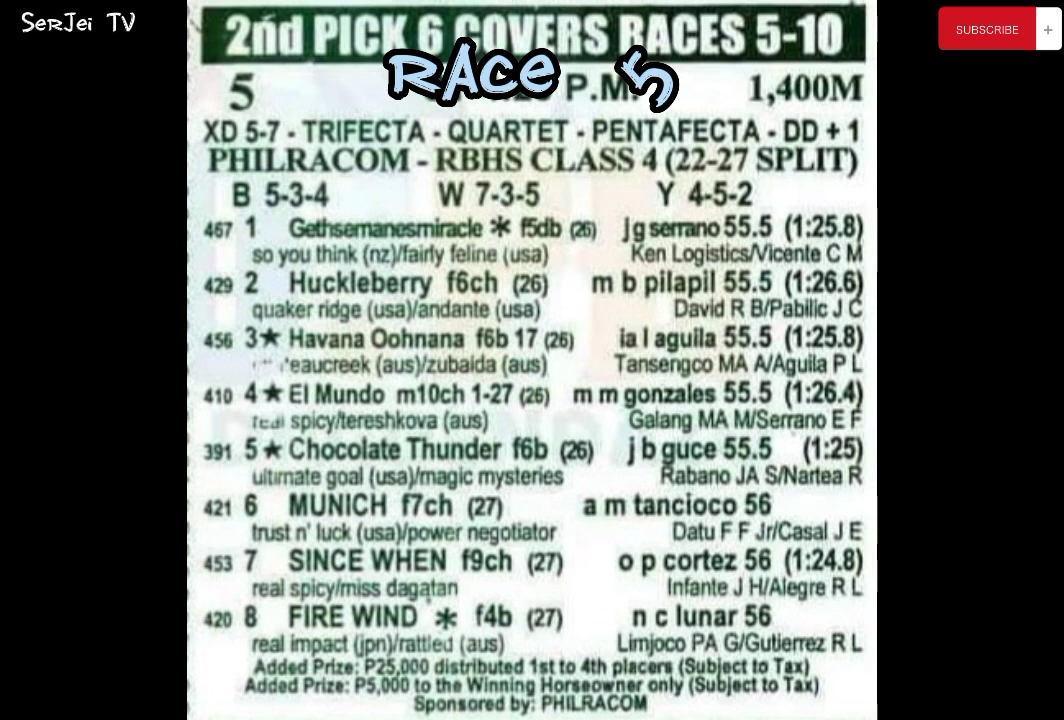 SerJei TV
SUBSCRIBE +
2nd PICK 6 COVERS RACES 5-10
RACE 5
5 P.M. 1,400M
XD 5-7 - TRIFECTA - QUARTET - PENTAFECTA - DD + 1
PHILRACOM - RBHS CLASS 4 (22-27 SPLIT)
B 5-3-4 W 7-3-5 Y 4-5-2
467 1 Gethsemanesmiracle * f5db (26) j g serrano 55.5 (1:25.8)
so you think (nz)/fairly feline (usa) Ken Logistics/Vicente C M
429 2 Huckleberry f6ch (26) m b pilapil 55.5 (1:26.6)
quaker ridge (usa)/andante (usa) David R B/Pabilic J C
456 3★ Havana Oohnana f6b 17 (26) ia l aguila 55.5 (1:25.8)
eaucreek (aus)/zubaida (aus) Tansengco MA A/Aguila P L
410 4★ El Mundo m10ch 1-27 (26) m m gonzales 55.5 (1:26.4)
real spicy/tereshkova (aus) Galang MA M/Serrano E F
391 5★ Chocolate Thunder f6b (26) j b guce 55.5 (1:25)
ultimate goal (usa)/magic mysteries Rabano JA S/Nartea R
421 6 MUNICH f7ch (27) a m tancioco 56
trust n' luck (usa)/power negotiator Datu F F Jr/Casal J E
453 7 SINCE WHEN f9ch (27) o p cortez 56 (1:24.8)
real spicy/miss dagatan Infante J H/Alegre R L
420 8 FIRE WIND * f4b (27) n c lunar 56
real impact (jpn)/rattled (aus) Limjoco PA G/Gutierrez R L
Added Prize: P25,000 distributed 1st to 4th placers (Subject to Tax)
Added Prize: P5,000 to the Winning Horseowner only (Subject to Tax)
Sponsored by: PHILRACOM